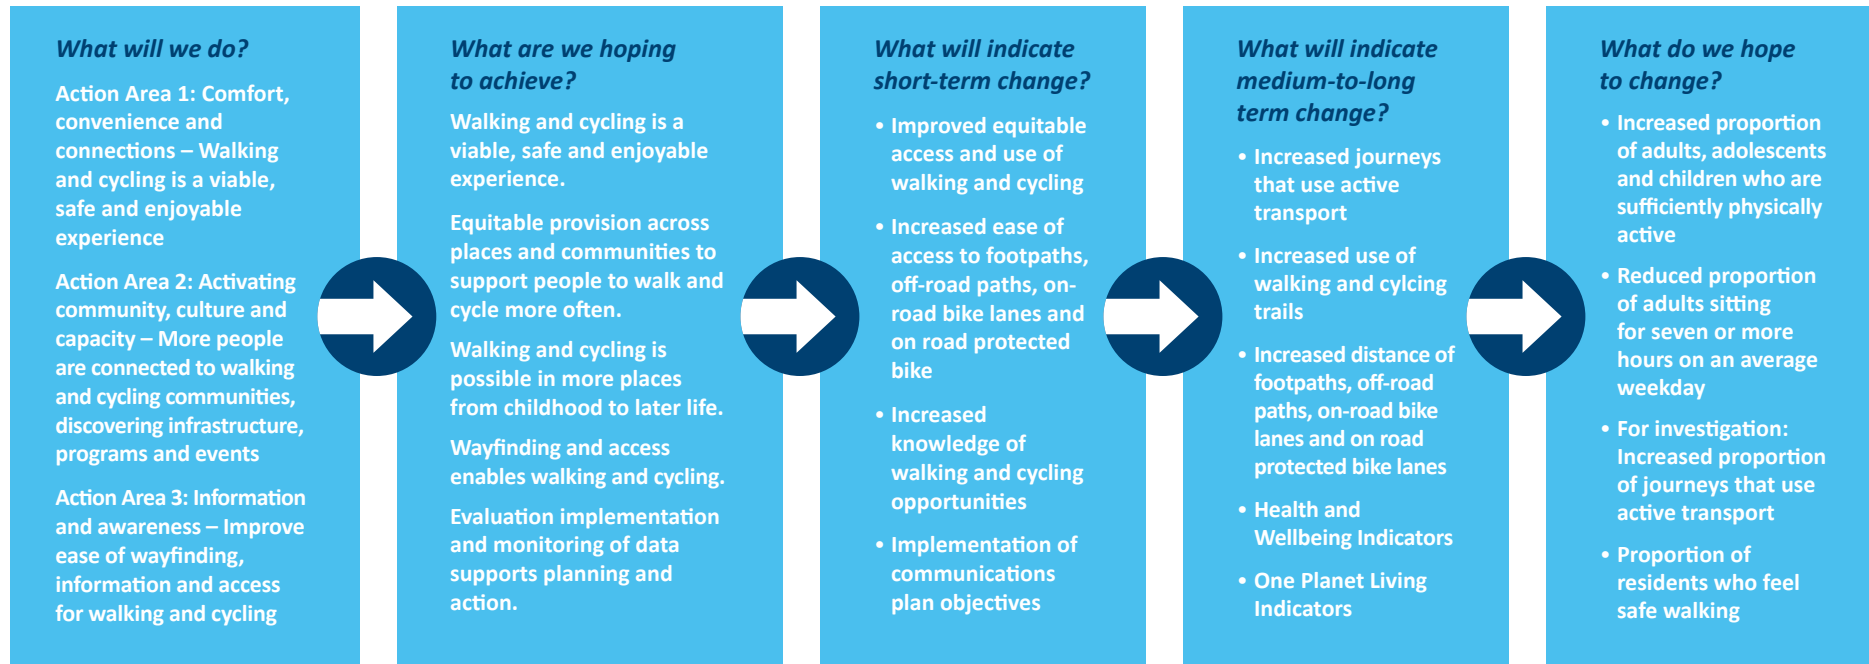 What will we do?
Action Area 1: Comfort,
convenience and
connections – Walking
and cycling is a viable,
safe and enjoyable
experience
Action Area 2: Activating
community, culture and
capacity – More people
are connected to walking
and cycling communities,
discovering infrastructure,
programs and events
Action Area 3: Information
and awareness – Improve
ease of wayfinding,
information and access
for walking and cycling
What are we hoping
to achieve?
Walking and cycling is a
viable, safe and enjoyable
experience.
Equitable provision across
places and communities to
support people to walk and
cycle more often.
Walking and cycling is
possible in more places
from childhood to later life.
Wayfinding and access
enables walking and cycling.
Evaluation implementation
and monitoring of data
supports planning and
action.
What will indicate
short-term change?
• Improved equitable
access and use of
walking and cycling
• Increased ease of
access to footpaths,
off-road paths, on-
road bike lanes and
on road protected
bike
• Increased
knowledge of
walking and cycling
opportunities
• Implementation of
communications
plan objectives
What will indicate
medium-to-long
term change?
• Increased journeys
that use active
transport
• Increased use of
walking and cylcing
trails
• Increased distance of
footpaths, off-road
paths, on-road bike
lanes and on road
protected bike lanes
• Health and
Wellbeing Indicators
• One Planet Living
Indicators
What do we hope
to change?
• Increased proportion
of adults, adolescents
and children who are
sufficiently physically
active
• Reduced proportion
of adults sitting
for seven or more
hours on an average
weekday
• For investigation:
Increased proportion
of journeys that use
active transport
• Proportion of
residents who feel
safe walking